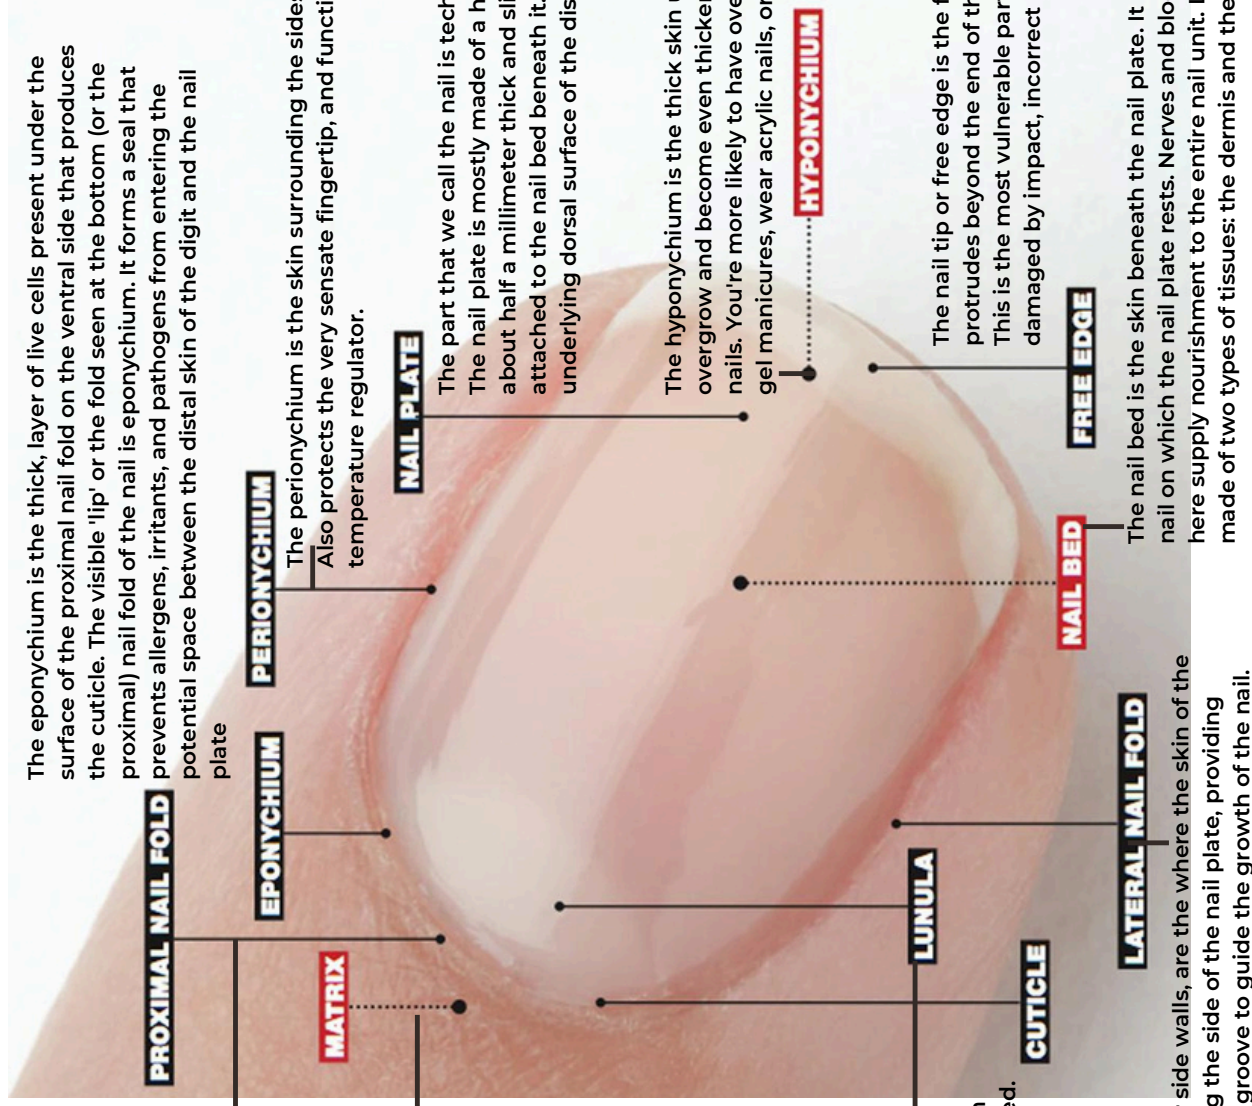 The eponychium is the thick, layer of live cells present under the
surface of the proximal nail fold on the ventral side that produces
the cuticle. The visible 'lip' or the fold seen at the bottom (or the
proximal) nail fold of the nail is eponychium. It forms a seal that
prevents allergens, irritants, and pathogens from entering the
potential space between the distal skin of the digit and the nail
plate
PROXIMAL NAIL FOLD
EPONYCHIUM
PERIONYCHIUM
The perionychium is the skin surrounding the sides
Also protects the very sensate fingertip, and functi
temperature regulator.
MATRIX
NAIL PLATE
The part that we call the nail is tech
The nail plate is mostly made of a h
about half a millimeter thick and sli
attached to the nail bed beneath it.
underlying dorsal surface of the dis
The hyponychium is the thick skin
overgrow and become even thicker
nails. You're more likely to have ove
gel manicures, wear acrylic nails, or
HYPONYCHIUM
The nail tip or free edge is the
protrudes beyond the end of th
This is the most vulnerable par
damaged by impact, incorrect
FREE EDGE
LUNULA
CUTICLE
NAIL BED
The nail bed is the skin beneath the nail plate. It
nail on which the nail plate rests. Nerves and blo
here supply nourishment to the entire nail unit.
made of two types of tissues: the dermis and the
LATERAL NAIL FOLD
side walls, are the where the skin of the
g the side of the nail plate, providing
groove to guide the growth of the nail.
ed.